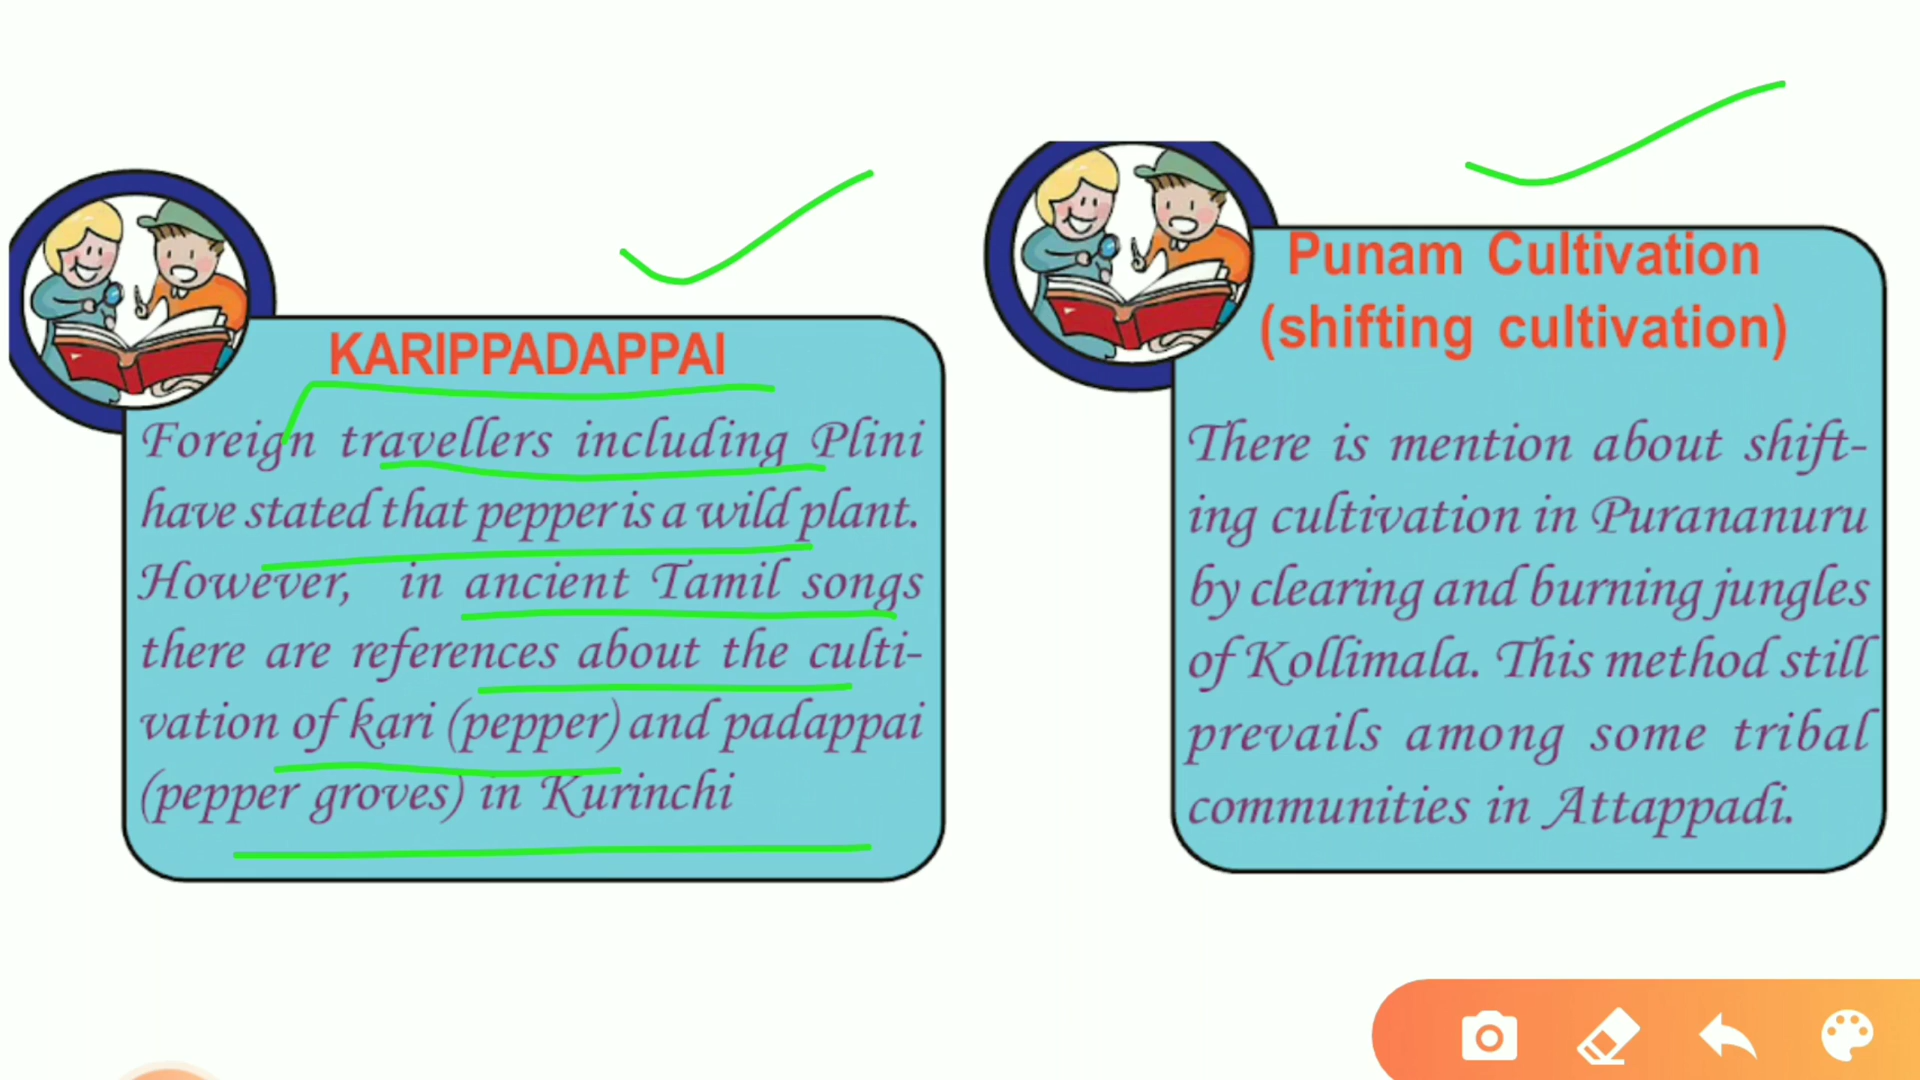 KARIPPADAPPAI
Foreign travellers including Plini
have stated that pepper is a wild plant.
However, in ancient Tamil songs
there are references about the culti-
vation of kari (pepper) and padappai
(pepper groves) in Kurinchi
Punam Cultivation
(shifting cultivation)
There is mention about shift-
ing cultivation in Purananuru
by clearing and burning jungles
of Kollimala. This method still
prevails among some tribal
communities in Attappadi.